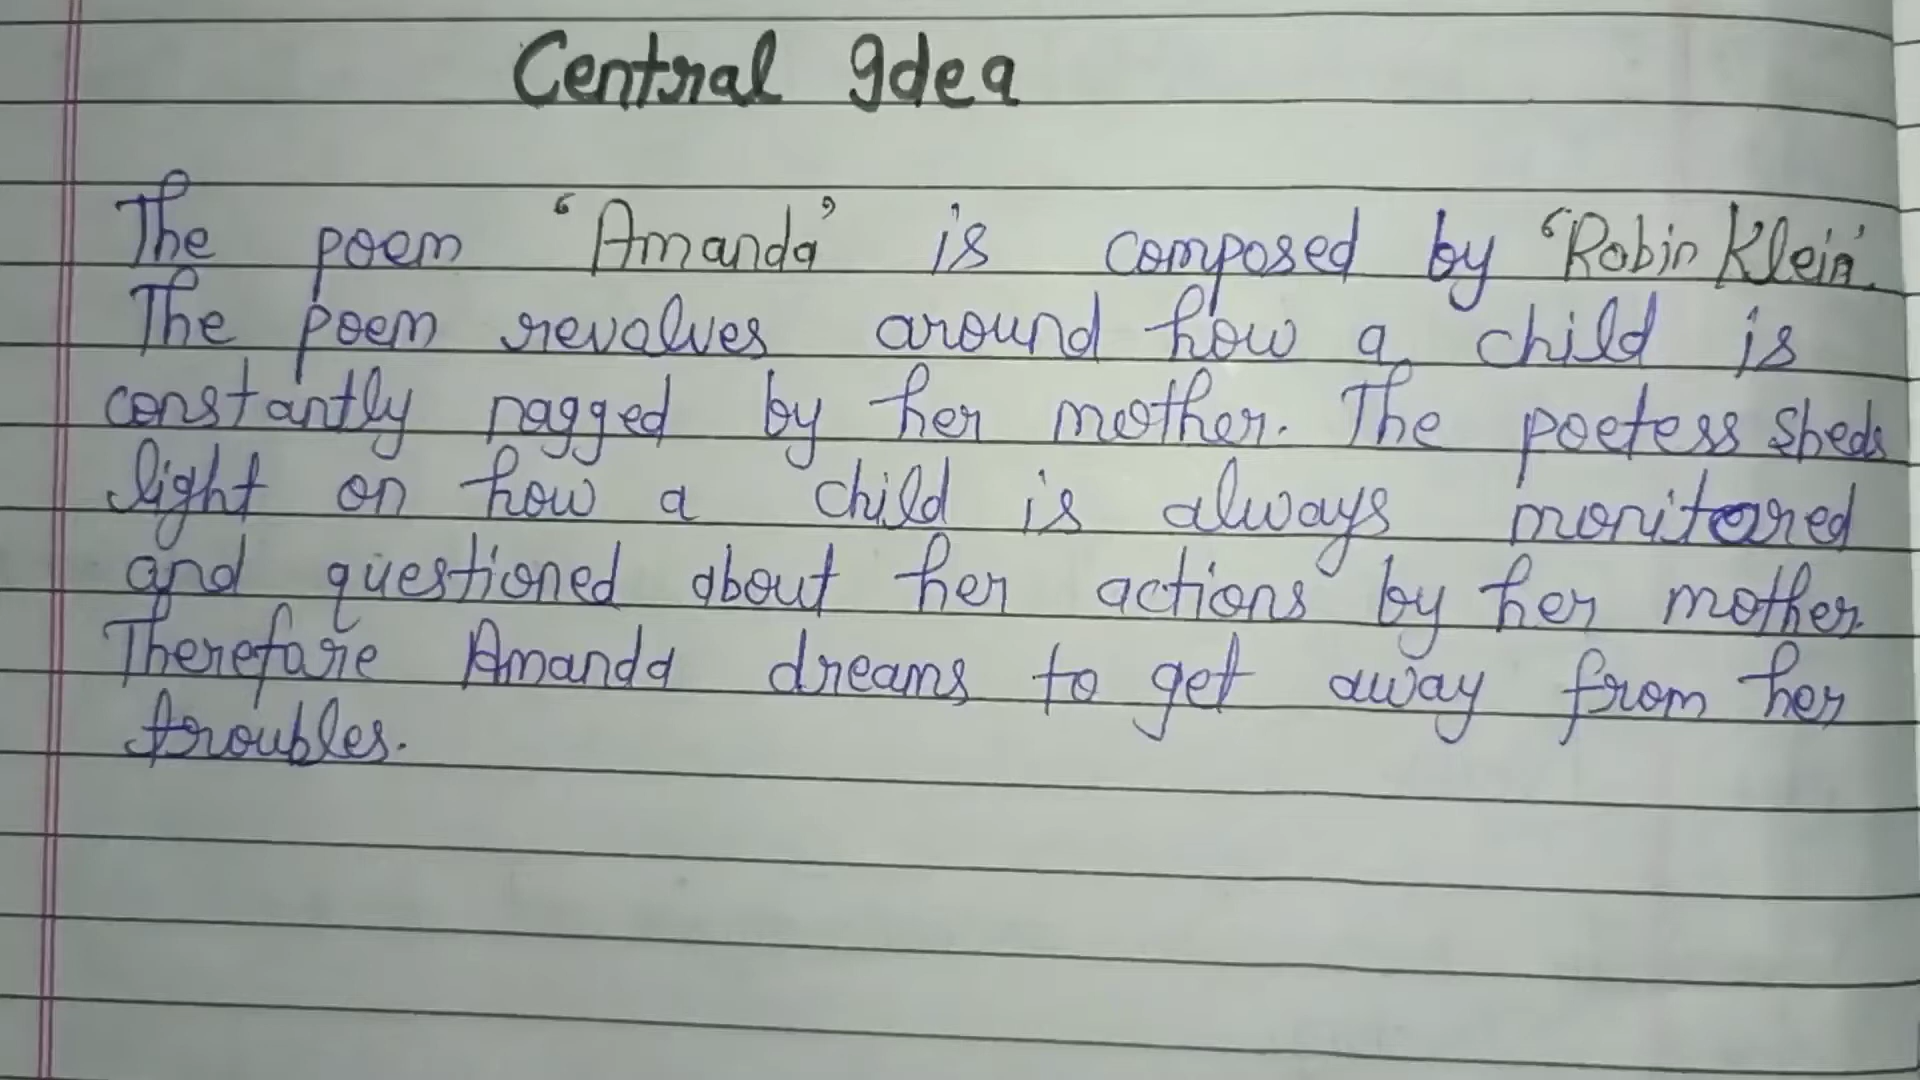 Central Idea
The poem ‘Amanda’ is composed by ‘Robin Klein’.
The poem revolves around how a child is
constantly nagged by her mother. The poetess sheds
light on how a child is always monitored
and questioned about her actions by her mother.
Therefore Amanda dreams to get away from her
troubles.